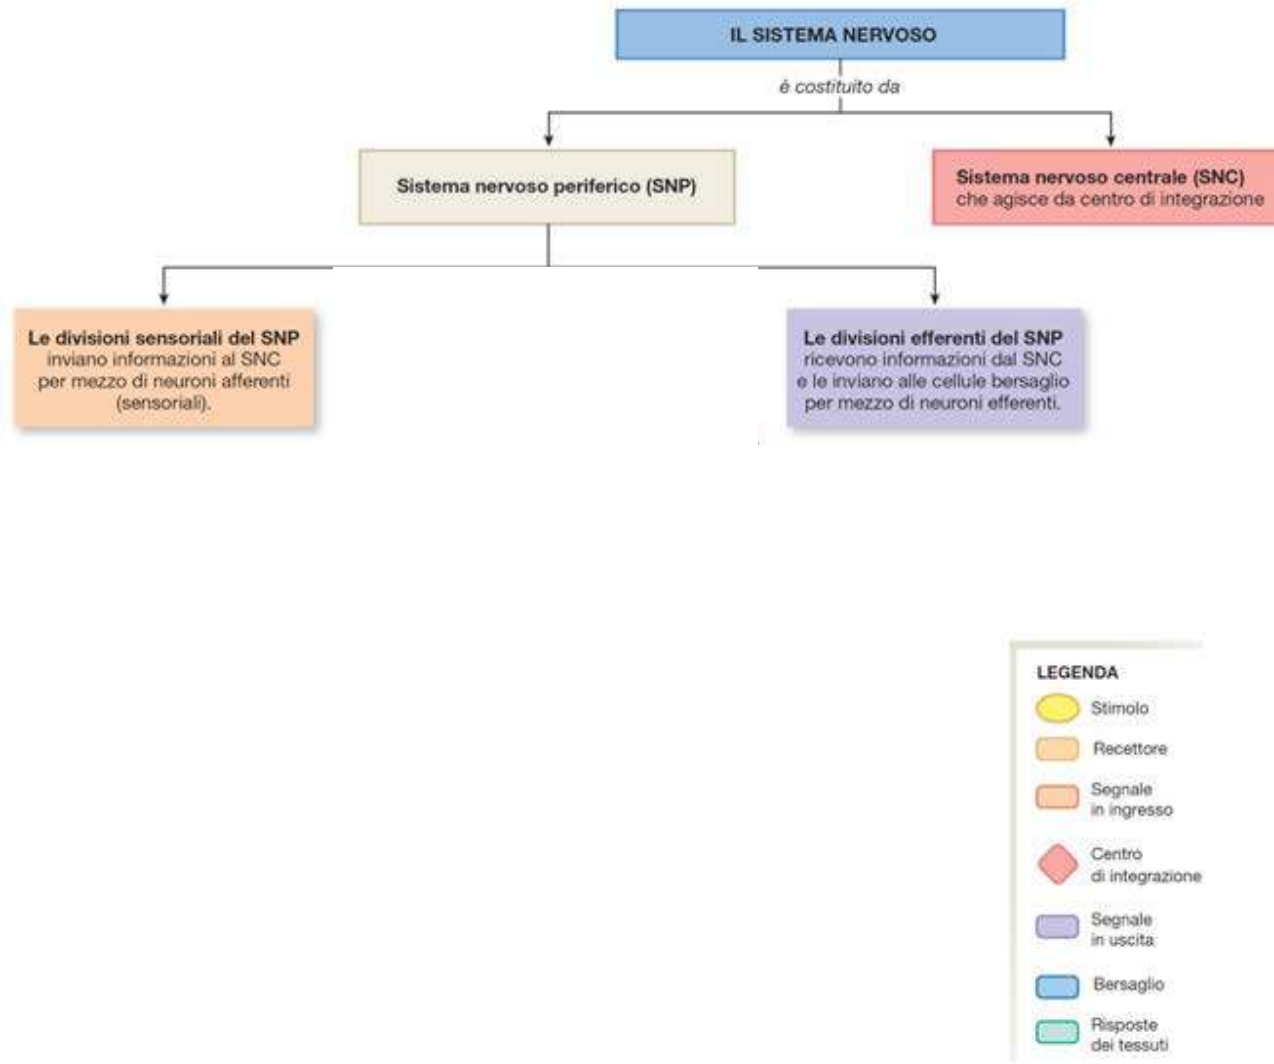 IL SISTEMA NERVOSO
è costituito da
Sistema nervoso periferico (SNP)
Sistema nervoso centrale (SNC)
che agisce da centro di integrazione
Le divisioni sensoriali del SNP
inviano informazioni al SNC
per mezzo di neuroni afferenti
(sensoriali).
Le divisioni efferenti del SNP
ricevono informazioni dal SNC
e le inviano alle cellule bersaglio
per mezzo di neuroni efferenti.
LEGENDA
Stimolo
Recettore
Segnale
in ingresso
Centro
di integrazione
Segnale
in uscita
Bersaglio
Risposte
dei tessuti